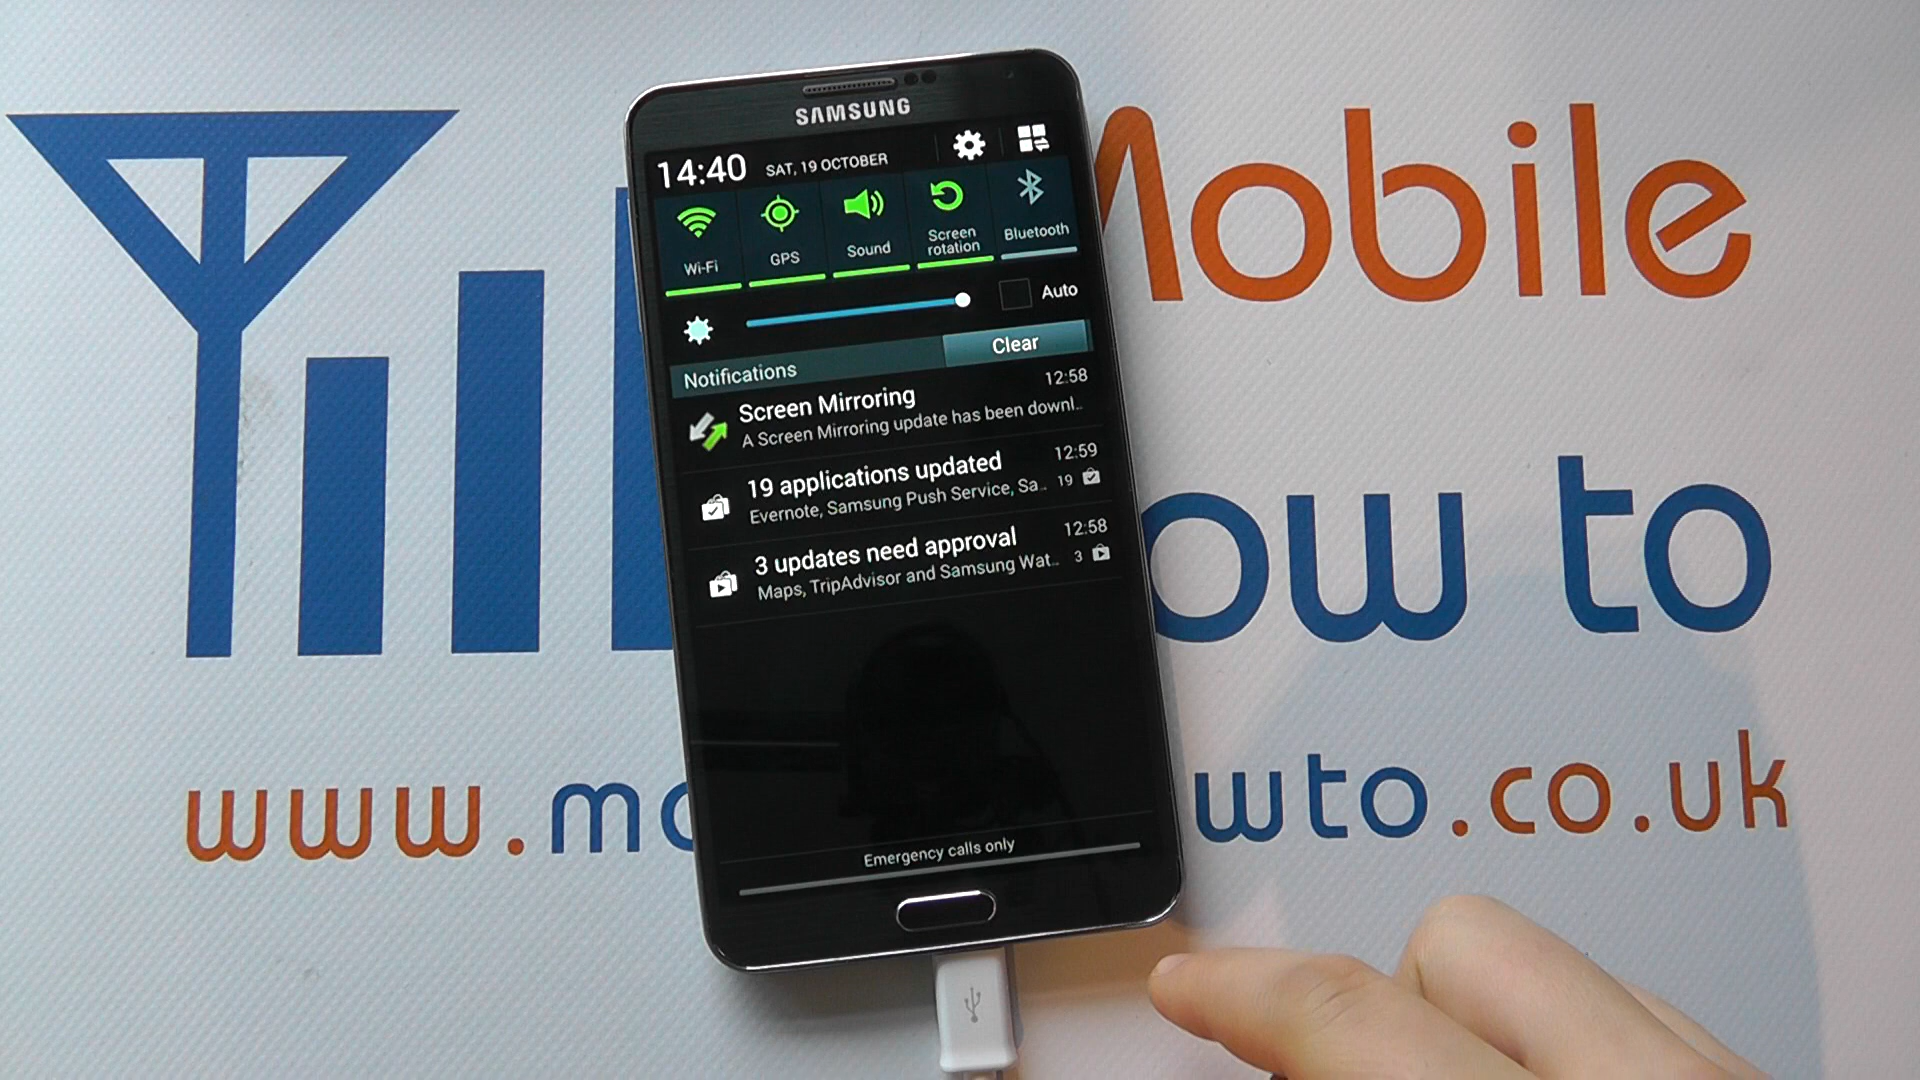 SAMSUNG
14:40 SAT, 19 OCTOBER
Wi-Fi
GPS
Sound
Screen rotation
Bluetooth
Auto
Notifications
Clear
Screen Mirroring 12:58
A Screen Mirroring update has been downl..
19 applications updated 12:59
Evernote, Samsung Push Service, Sa.. 19
3 updates need approval 12:58
Maps, TripAdvisor and Samsung Wat.. 3
Emergency calls only
Mobile
ow to
www.mo
wto.co.uk